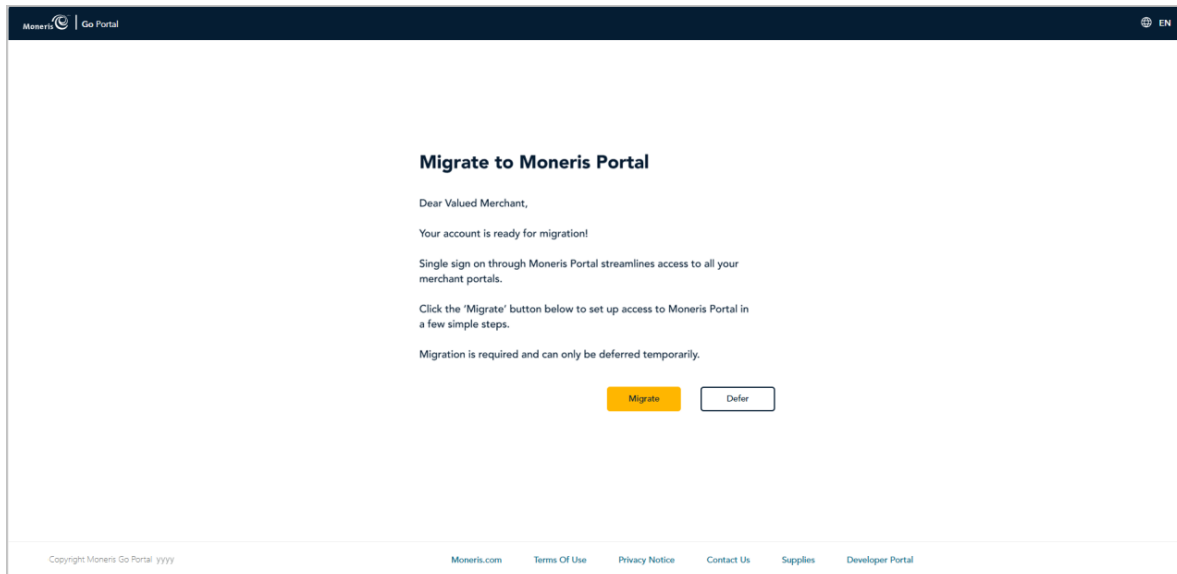 Moneris Go Portal
EN
Migrate to Moneris Portal
Dear Valued Merchant,
Your account is ready for migration!
Single sign on through Moneris Portal streamlines access to all your
merchant portals.
Click the ‘Migrate’ button below to set up access to Moneris Portal in
a few simple steps.
Migration is required and can only be deferred temporarily.
Migrate Defer
Copyright Moneris Go Portal yyyy Moneris.com Terms Of Use Privacy Notice Contact Us Supplies Developer Portal